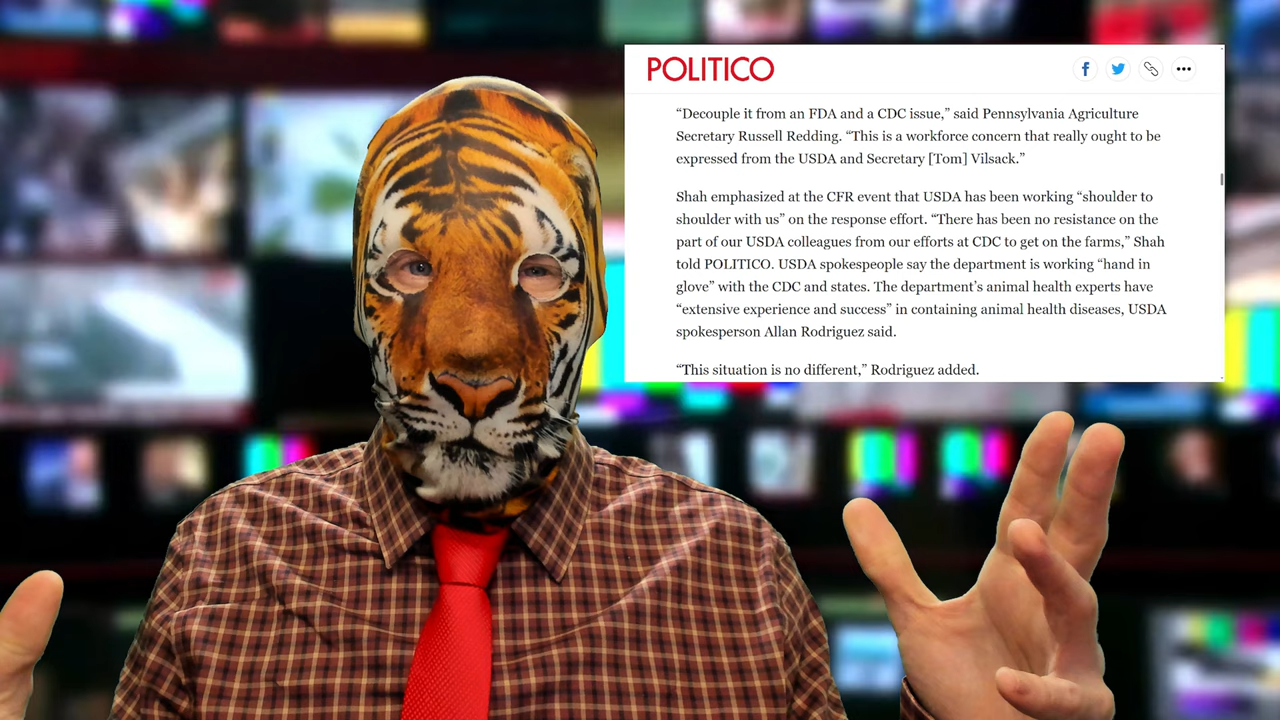 POLITICO
“Decouple it from an FDA and a CDC issue,” said Pennsylvania Agriculture
Secretary Russell Redding. “This is a workforce concern that really ought to be
expressed from the USDA and Secretary [Tom] Vilsack.”
Shah emphasized at the CFR event that USDA has been working “shoulder to
shoulder with us” on the response effort. “There has been no resistance on the
part of our USDA colleagues from our efforts at CDC to get on the farms,” Shah
told POLITICO. USDA spokespeople say the department is working “hand in
glove” with the CDC and states. The department’s animal health experts have
“extensive experience and success” in containing animal health diseases, USDA
spokesperson Allan Rodriguez said.
“This situation is no different,” Rodriguez added.